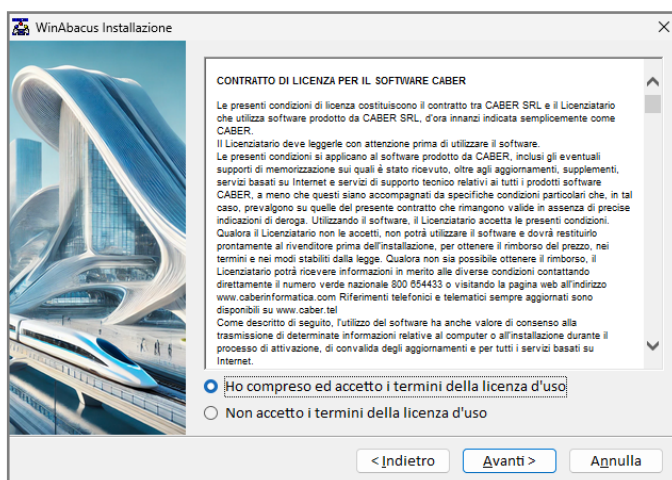 WinAbacus Installazione
CONTRATTO DI LICENZA PER IL SOFTWARE CABER
Le presenti condizioni di licenza costituiscono il contratto tra CABER SRL e il Licenziatario
che utilizza software prodotto da CABER SRL, d'ora innanzi indicata semplicemente come
CABER.
Il Licenziatario deve leggerle con attenzione prima di utilizzare il software.
Le presenti condizioni si applicano al software prodotto da CABER, inclusi gli eventuali
supporti di memorizzazione sui quali è stato ricevuto, oltre agli aggiornamenti, supplementi,
servizi basati su Internet e servizi di supporto tecnico relativi ai tutti i prodotti software
CABER, a meno che questi siano accompagnati da specifiche condizioni particolari che, in tal
caso, prevalgono su quelle del presente contratto che rimangono valide in assenza di precise
indicazioni di deroga. Utilizzando il software, il Licenziatario accetta le presenti condizioni.
Qualora il Licenziatario non le accetti, non potrà utilizzare il software e dovrà restituirlo
prontamente al rivenditore prima dell'installazione, per ottenere il rimborso del prezzo, nei
termini e nei modi stabiliti dalla legge. Qualora non sia possibile ottenere il rimborso, il
Licenziatario potrà ricevere informazioni in merito alle diverse condizioni contattando
direttamente il numero verde nazionale 800 654433 o visitando la pagina web all'indirizzo
www.caberinformatica.com Riferimenti telefonici e telematici sempre aggiornati sono
disponibili su www.caber.tel
Come descritto di seguito, l'utilizzo del software ha anche valore di consenso alla
trasmissione di determinate informazioni relative al computer o all'installazione durante il
processo di attivazione, di convalida degli aggiornamenti e per tutti i servizi basati su
Internet.
Ho compreso ed accetto i termini della licenza d'uso
Non accetto i termini della licenza d'uso
< Indietro
Avanti >
Annulla